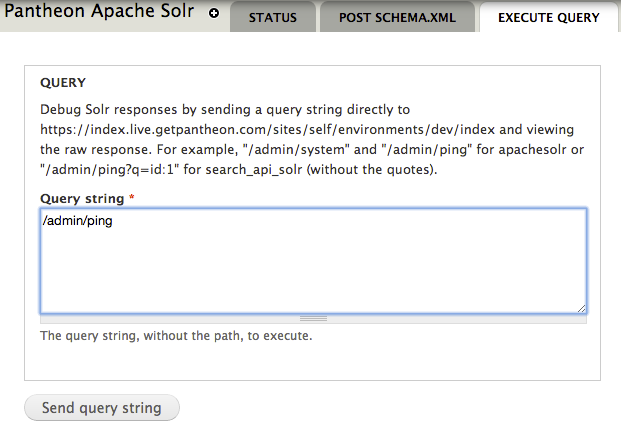 Pantheon Apache Solr
STATUS
POST SCHEMA.XML
EXECUTE QUERY
QUERY
Debug Solr responses by sending a query string directly to
https://index.live.getpantheon.com/sites/self/environments/dev/index and viewing
the raw response. For example, "/admin/system" and "/admin/ping" for apachesolr or
"/admin/ping?q=id:1" for search_api_solr (without the quotes).
Query string *
/admin/ping
The query string, without the path, to execute.
Send query string